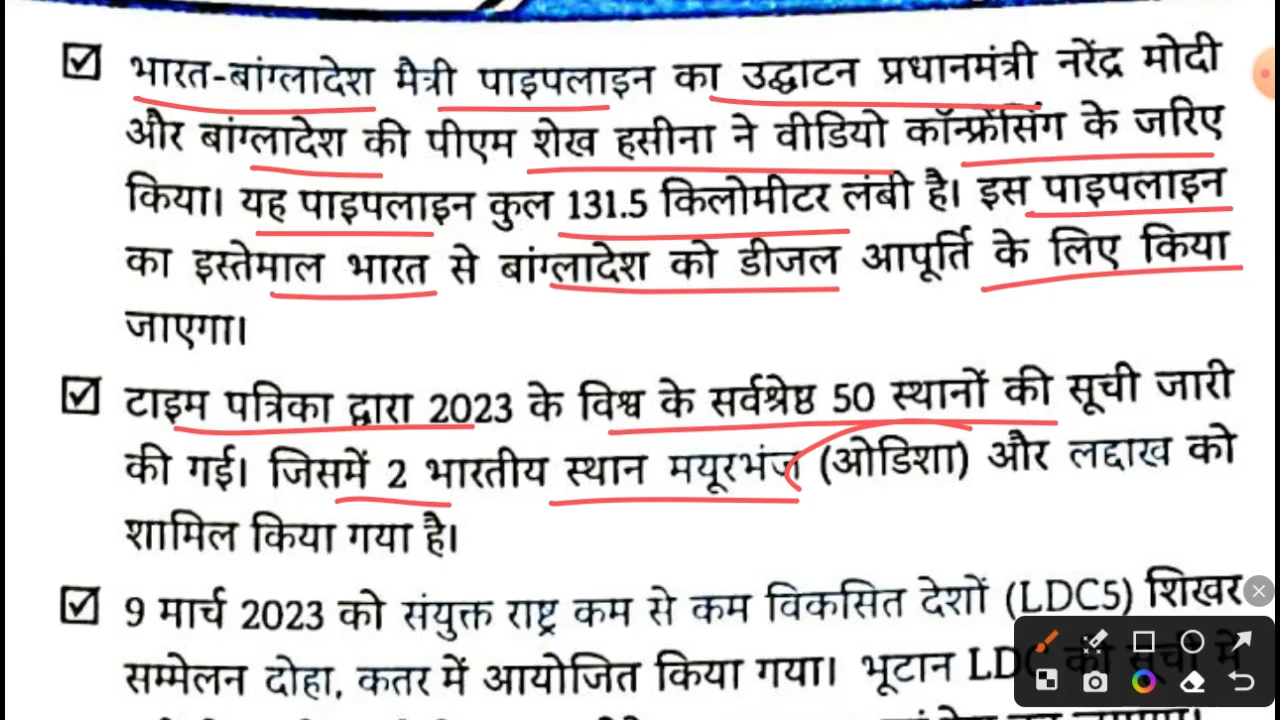 भारत-बांग्लादेश मैत्री पाइपलाइन का उद्घाटन प्रधानमंत्री नरेंद्र मोदी
और बांग्लादेश की पीएम शेख हसीना ने वीडियो कॉन्फ्रेंसिंग के जरिए
किया। यह पाइपलाइन कुल 131.5 किलोमीटर लंबी है। इस पाइपलाइन
का इस्तेमाल भारत से बांग्लादेश को डीजल आपूर्ति के लिए किया
जाएगा।
टाइम पत्रिका द्वारा 2023 के विश्व के सर्वश्रेष्ठ 50 स्थानों की सूची जारी
की गई। जिसमें 2 भारतीय स्थान मयूरभंज (ओडिशा) और लद्दाख को
शामिल किया गया है।
9 मार्च 2023 को संयुक्त राष्ट्र कम से कम विकसित देशों (LDC5) शिखर
सम्मेलन दोहा, कतर में आयोजित किया गया। भूटान LDC की सूची में